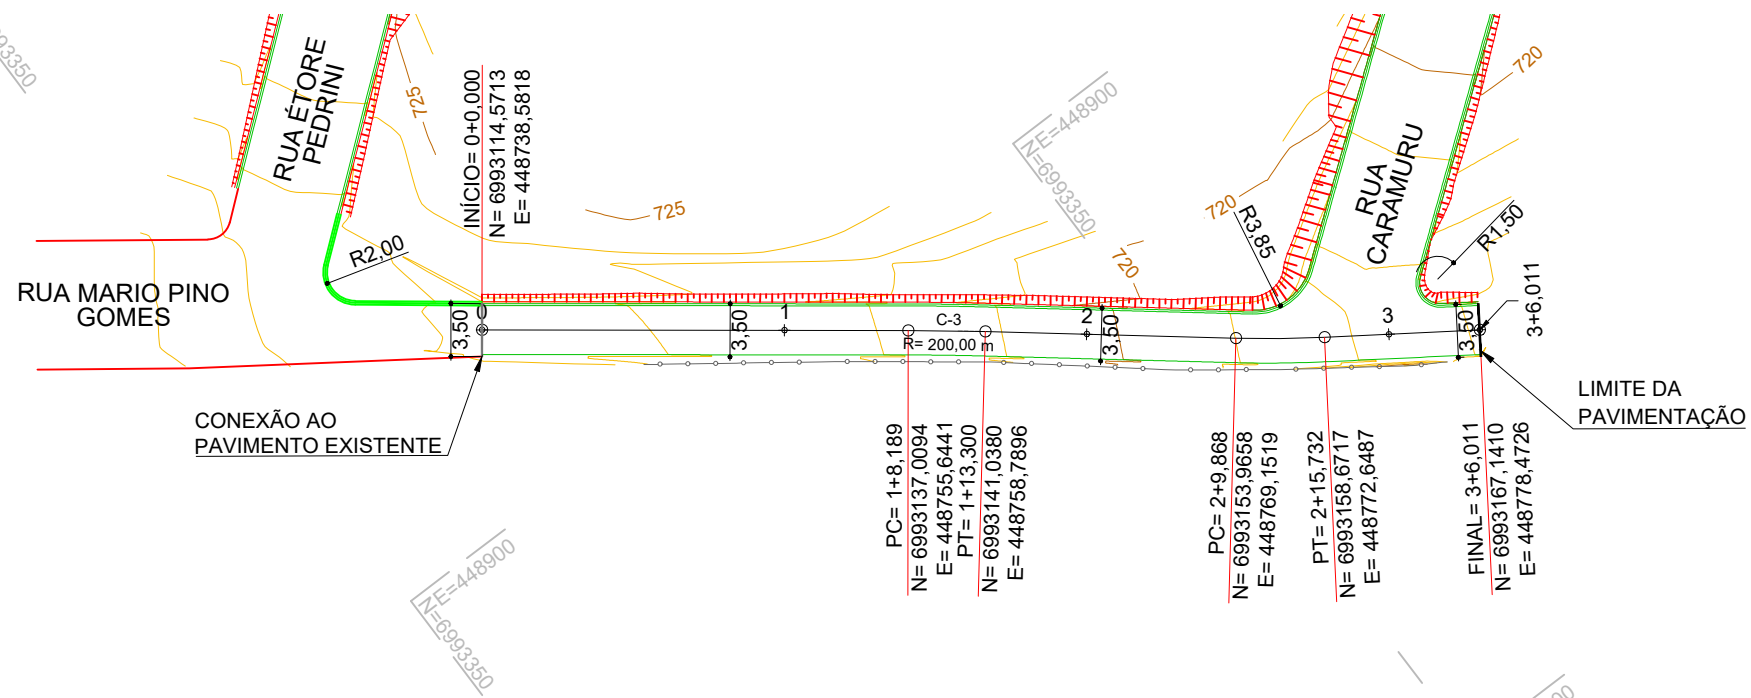 93350
RUA ÉTORE
PEDRINI
725
INÍCIO= 0+0,000
N= 6993114,5713
E= 448738,5818
NE=448900
N=6993350
720
RUA
CARAMURU
725
720
720
R3,85
R1,50
R2,00
RUA MARIO PINO
GOMES
3,50
0
3,50
1
C-3
R= 200,00 m
2
3,50
3
3,50
3+6,011
CONEXÃO AO
PAVIMENTO EXISTENTE
LIMITE DA
PAVIMENTAÇÃO
PC= 1+8,189
N= 6993137,0094
E= 448755,6441
PT= 1+13,300
N= 6993141,0380
E= 448758,7896
PC= 2+9,868
N= 6993153,9658
E= 448769,1519
PT= 2+15,732
N= 6993158,6717
E= 448772,6487
FINAL= 3+6,011
N= 6993167,1410
E= 448778,4726
NE=448900
N=6993350